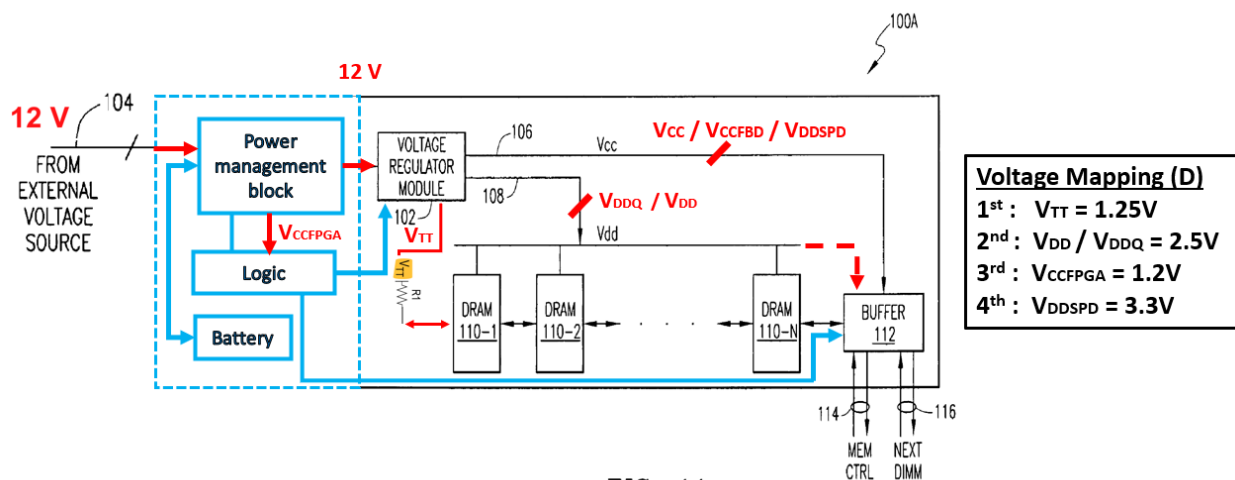 100A
12 V
12 V
104
FROM
EXTERNAL
VOLTAGE
SOURCE
Power
management
block
VCCFPGA
Logic
Battery
VOLTAGE
REGULATOR
MODULE
102
VTT
VTT
R1
106
Vcc
VCC / VCCFBD / VDDSPD
108
VDDQ / VDD
Vdd
DRAM
110-1
DRAM
110-2
. . . .
DRAM
110-N
BUFFER
112
114
116
MEM
CTRL
NEXT
DIMM
Voltage Mapping (D)
1st : VTT = 1.25V
2nd : VDD / VDDQ = 2.5V
3rd : VCCFPGA = 1.2V
4th : VDDSPD = 3.3V